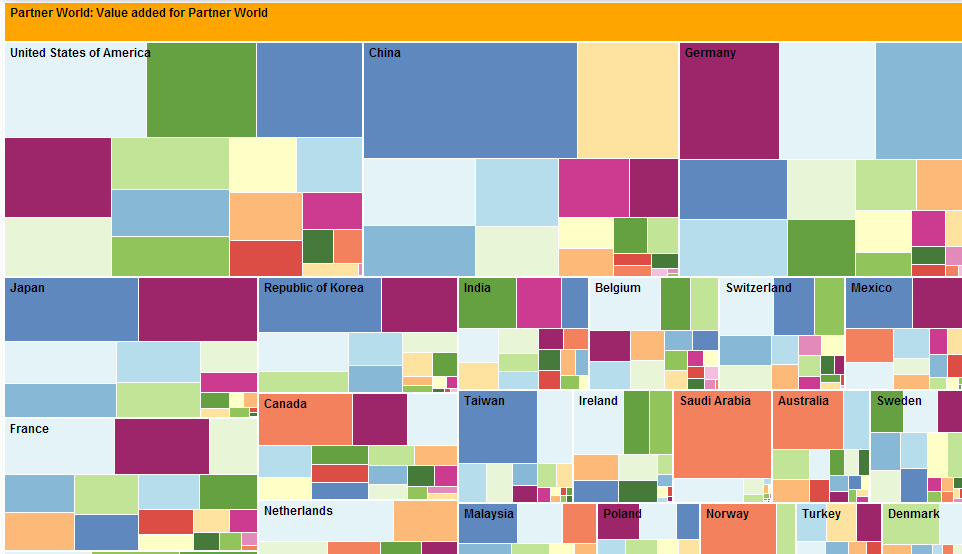 Partner World: Value added for Partner World
United States of America
China
Germany
Japan
Republic of Korea
India
Belgium
Switzerland
Mexico
France
Canada
Taiwan
Ireland
Saudi Arabia
Australia
Sweden
Netherlands
Malaysia
Poland
Norway
Turkey
Denmark